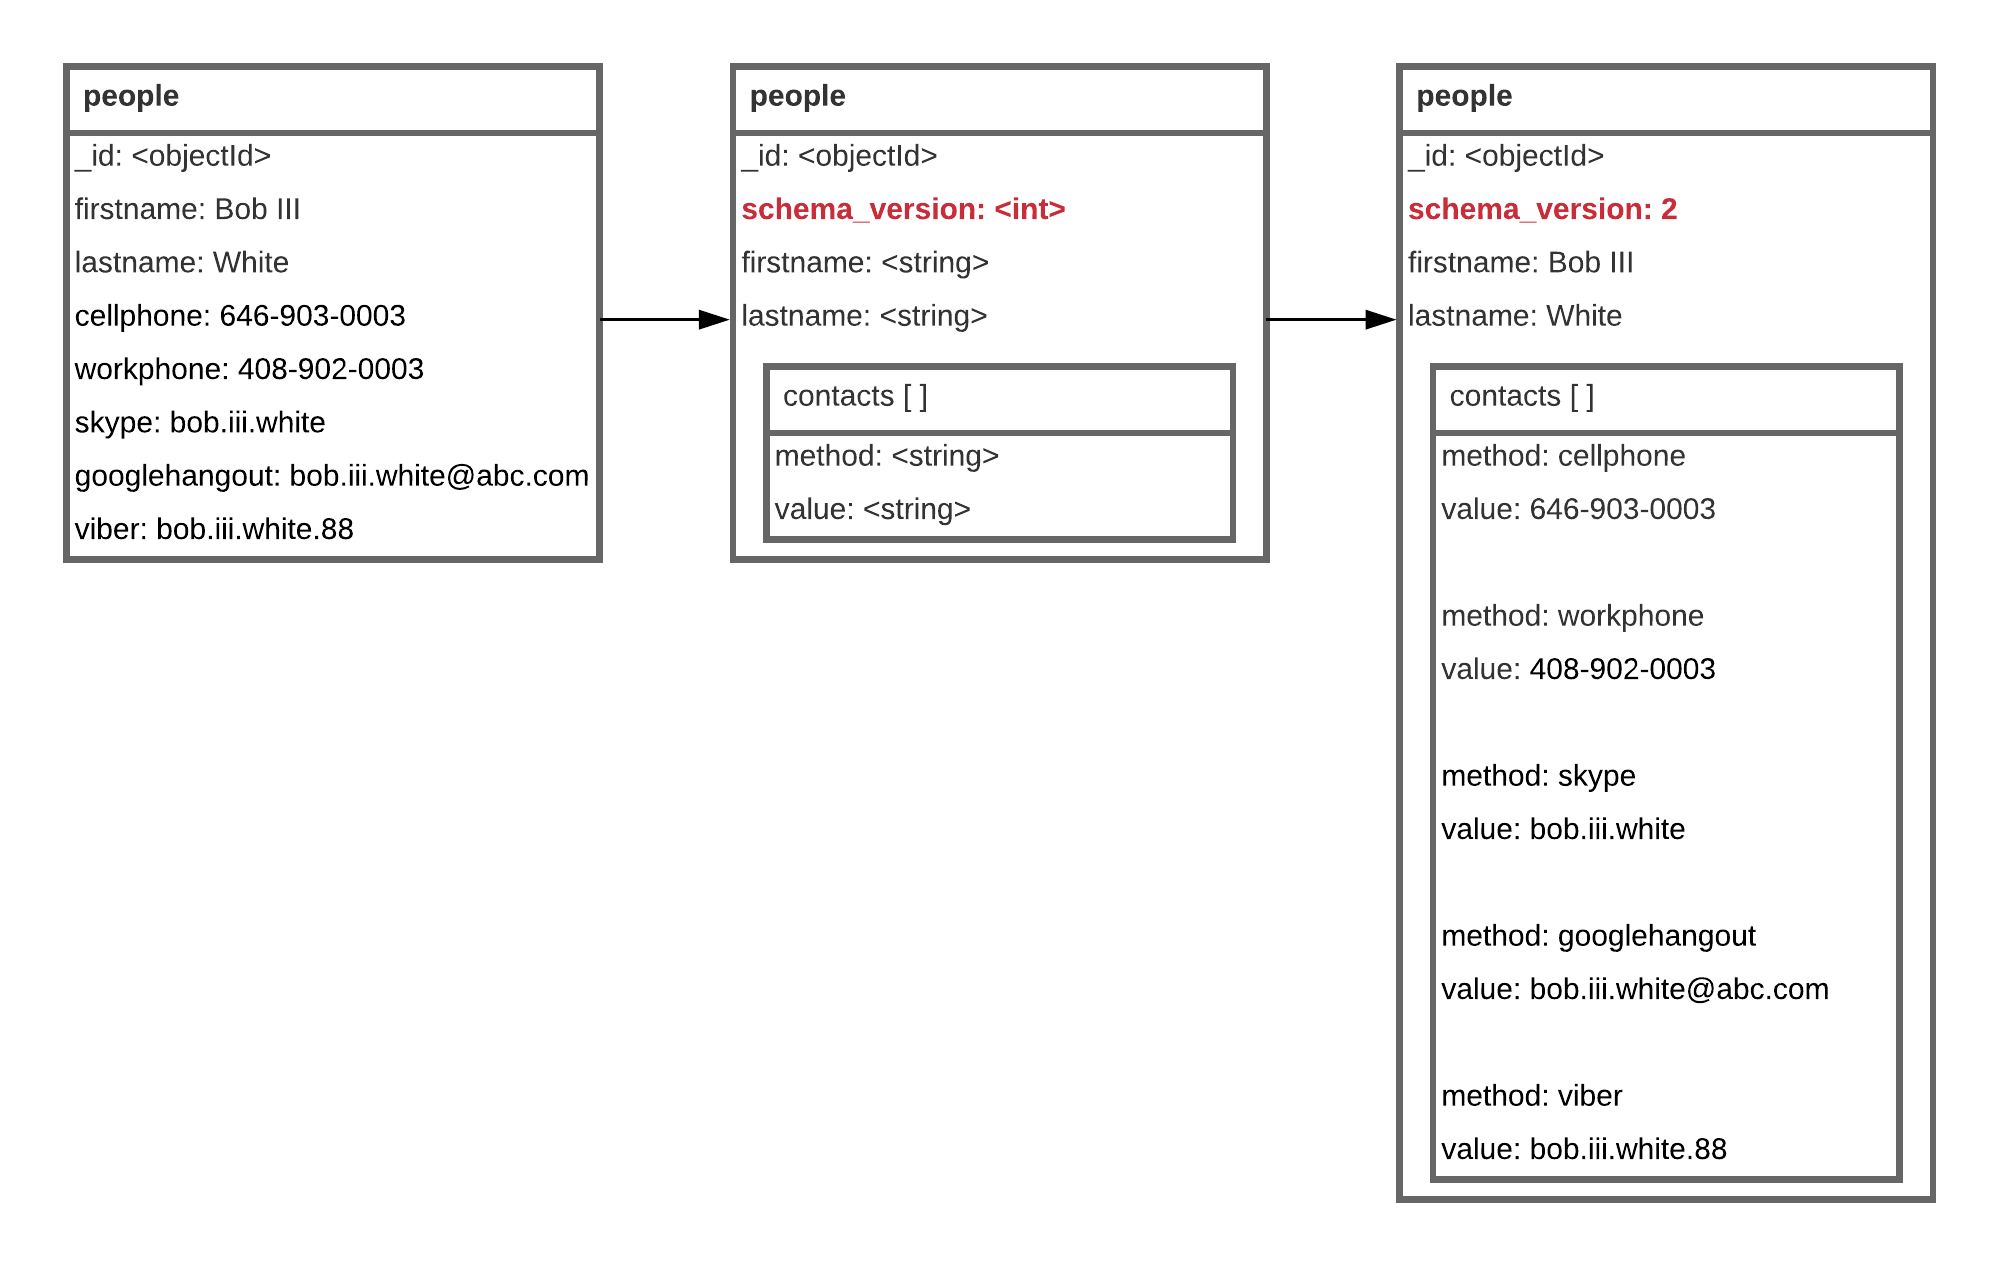 people
_id: <objectId>
firstname: Bob III
lastname: White
cellphone: 646-903-0003
workphone: 408-902-0003
skype: bob.iii.white
googlehangout: bob.iii.white@abc.com
viber: bob.iii.white.88
people
_id: <objectId>
schema_version: <int>
firstname: <string>
lastname: <string>
contacts [ ]
method: <string>
value: <string>
people
_id: <objectId>
schema_version: 2
firstname: Bob III
lastname: White
contacts [ ]
method: cellphone
value: 646-903-0003
method: workphone
value: 408-902-0003
method: skype
value: bob.iii.white
method: googlehangout
value: bob.iii.white@abc.com
method: viber
value: bob.iii.white.88